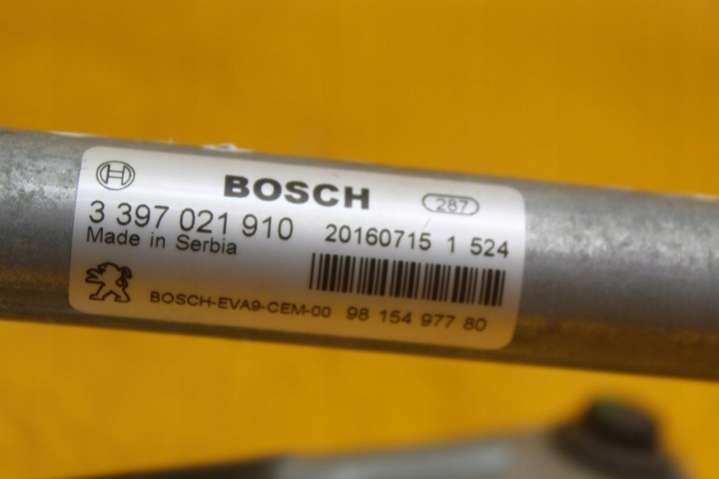 BOSCH 287
3 397 021 910 20160715 1 524
Made in Serbia
BOSCH-EVA9-CEM-00 98 154 977 80